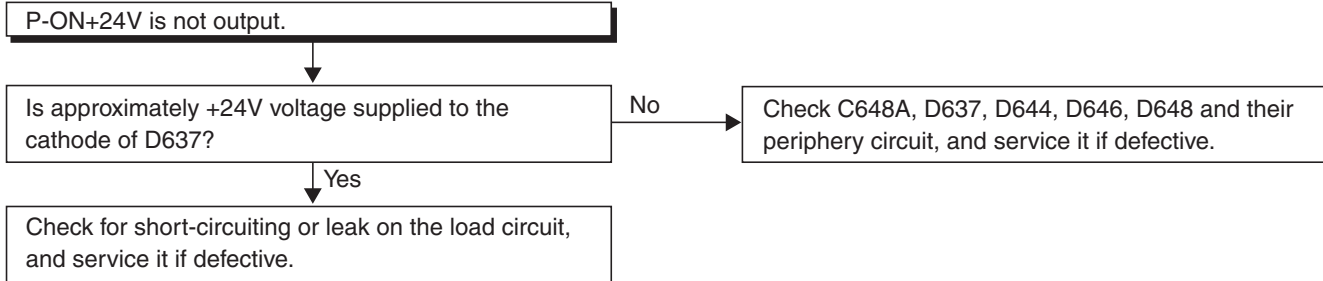 P-ON+24V is not output.
Is approximately +24V voltage supplied to the
cathode of D637?
No
Check C648A, D637, D644, D646, D648 and their
periphery circuit, and service it if defective.
Yes
Check for short-circuiting or leak on the load circuit,
and service it if defective.